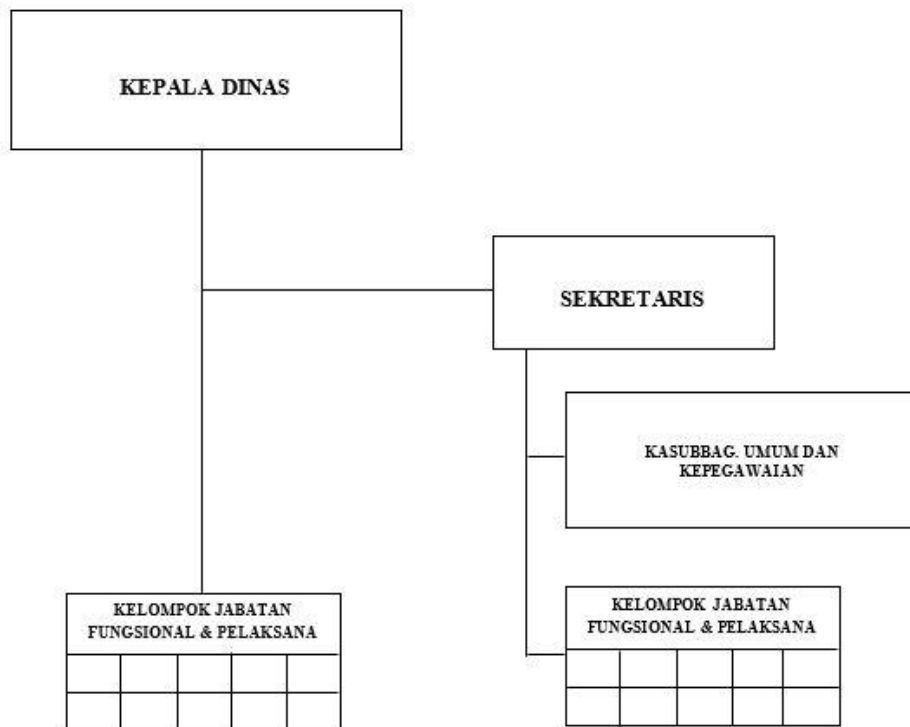 KEPALA DINAS
SEKRETARIS
KASUBBAG. UMUM DAN
KEPEGAWAIAN
KELOMPOK JABATAN
FUNGSIONAL & PELAKSANA
KELOMPOK JABATAN
FUNGSIONAL & PELAKSANA